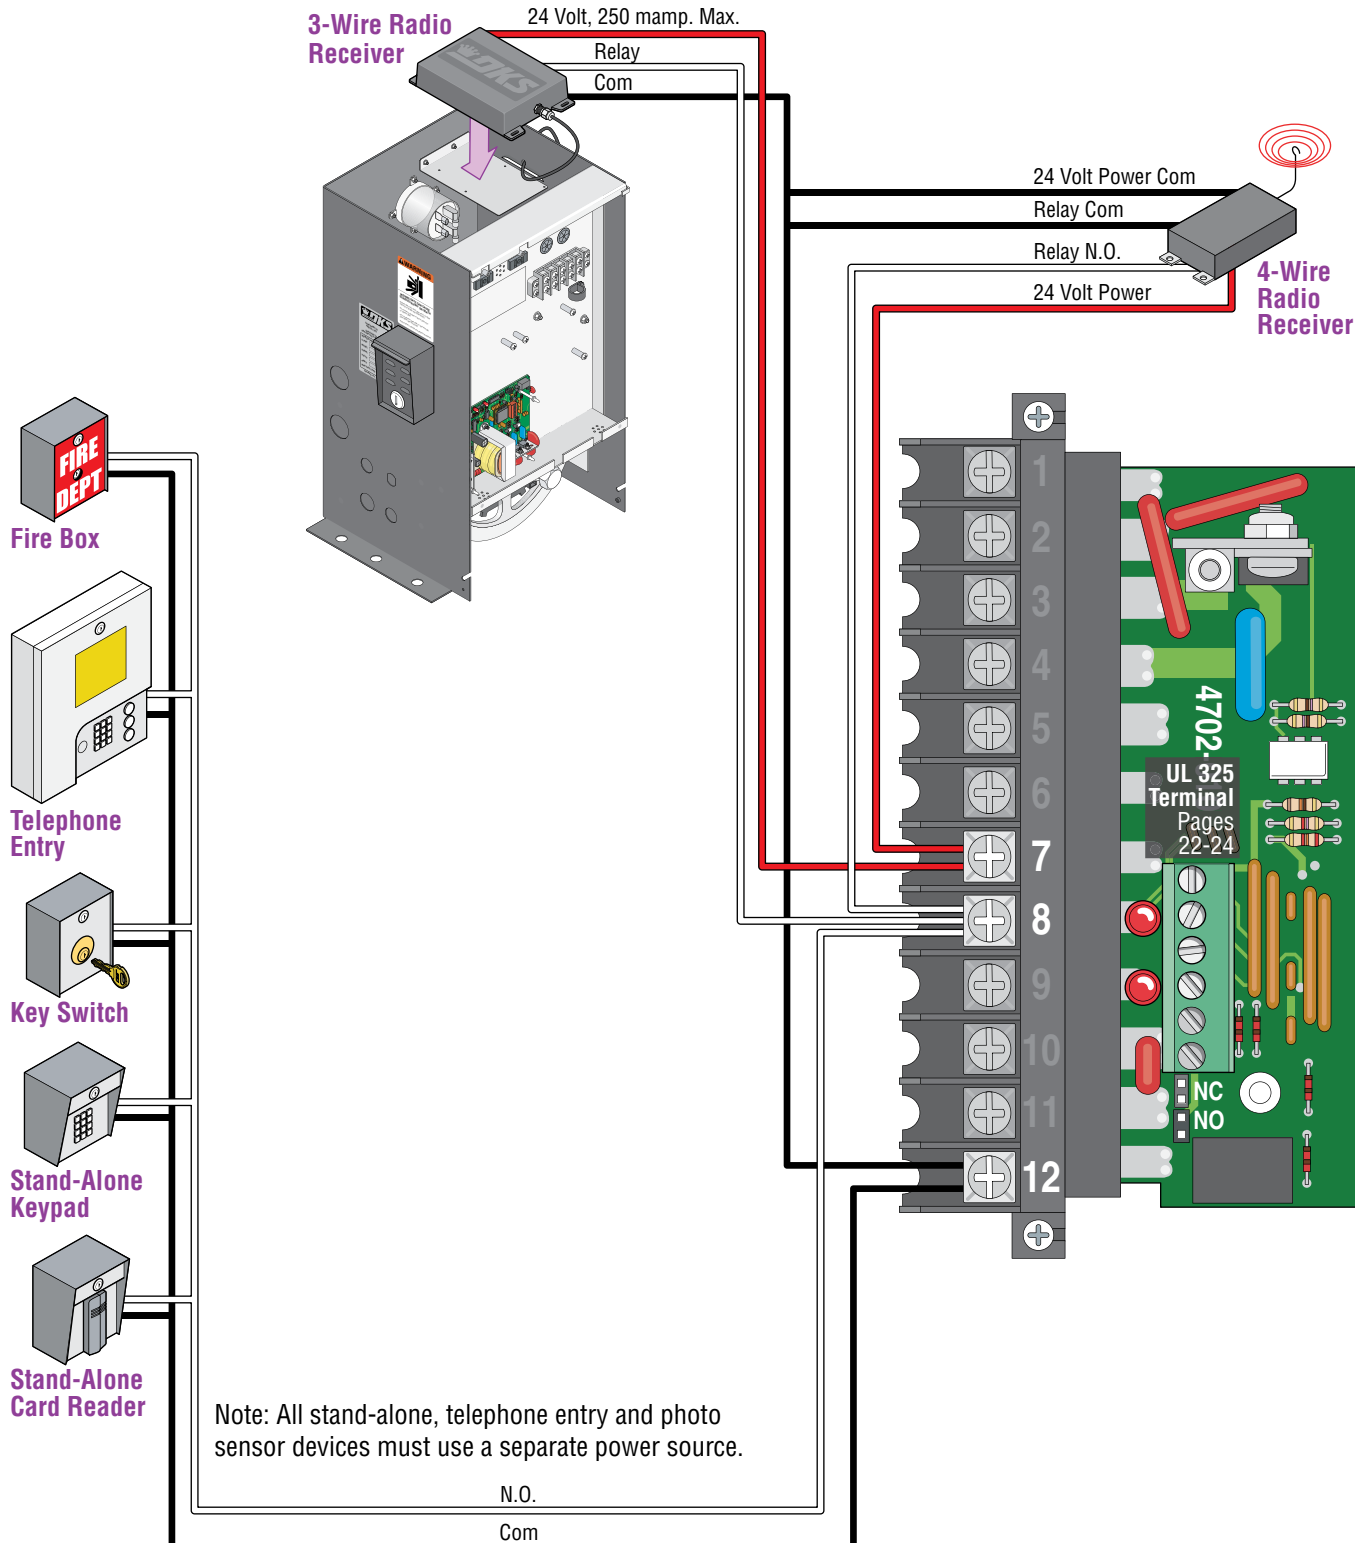 24 Volt, 250 mamp. Max.
3-Wire Radio
Receiver
Relay
Com
DKS
24 Volt Power Com
Relay Com
Relay N.O.
24 Volt Power
4-Wire
Radio
Receiver
WARNING
DKS
FIRE
DEPT
Fire Box
Telephone
Entry
Key Switch
Stand-Alone
Keypad
Stand-Alone
Card Reader
1
2
3
4
5
6
7
8
9
10
11
12
4702-
UL 325
Terminal
Pages
22-24
NC
NO
Note: All stand-alone, telephone entry and photo
sensor devices must use a separate power source.
N.O.
Com